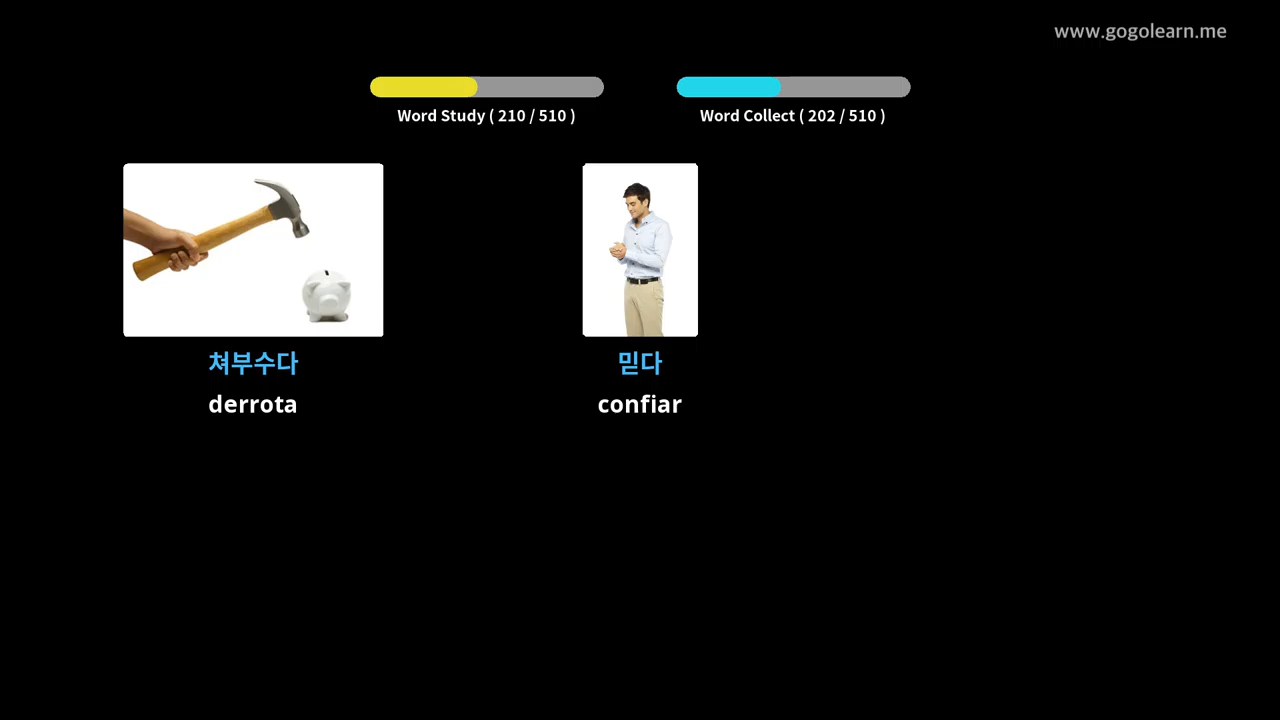 www.gogolearn.me
Word Study ( 210 / 510 )
Word Collect ( 202 / 510 )
쳐부수다
derrota
믿다
confiar